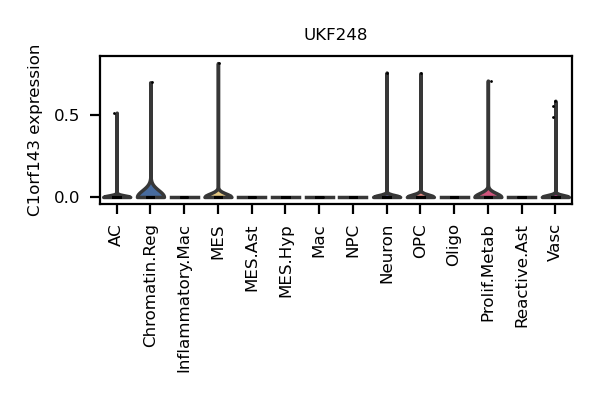 UKF248
C1orf143 expression
0.5
0.0
AC
Chromatin.Reg
Inflammatory.Mac
MES
MES.Ast
MES.Hyp
Mac
NPC
Neuron
OPC
Oligo
Prolif.Metab
Reactive.Ast
Vasc